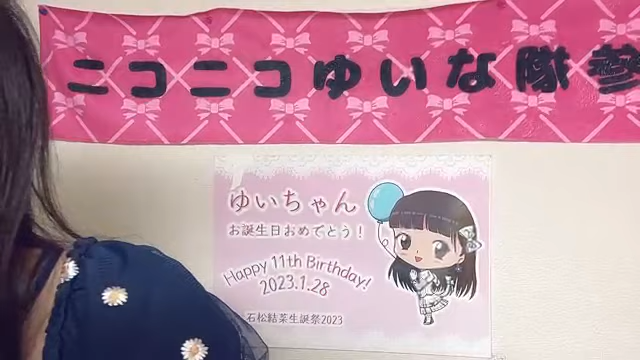 ニコニコゆいな隊参
ゆいちゃん
お誕生日おめでとう！
Happy 11th Birthday!
2023.1.28
石松結菜生誕祭2023